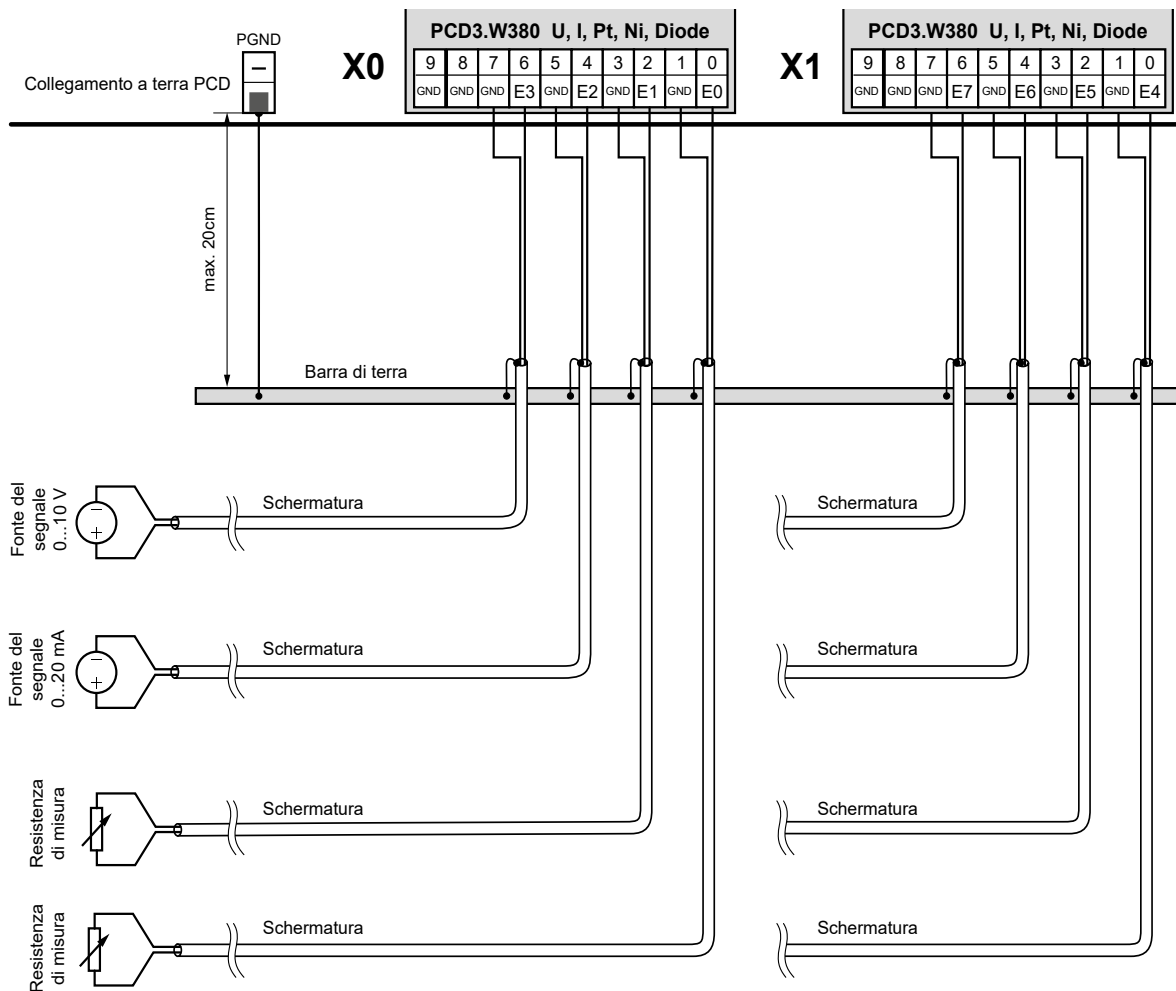 PGND
−
Collegamento a terra PCD
X0
PCD3.W380 U, I, Pt, Ni, Diode
9 8 7 6 5 4 3 2 1 0
GND GND GND E3 GND E2 GND E1 GND E0
X1
PCD3.W380 U, I, Pt, Ni, Diode
9 8 7 6 5 4 3 2 1 0
GND GND GND E7 GND E6 GND E5 GND E4
max. 20cm
Barra di terra
Fonte del
segnale
0...10 V
−
+
Schermatura
Schermatura
Fonte del
segnale
0...20 mA
−
+
Schermatura
Schermatura
Resistenza
di misura
Schermatura
Schermatura
Resistenza
di misura
Schermatura
Schermatura